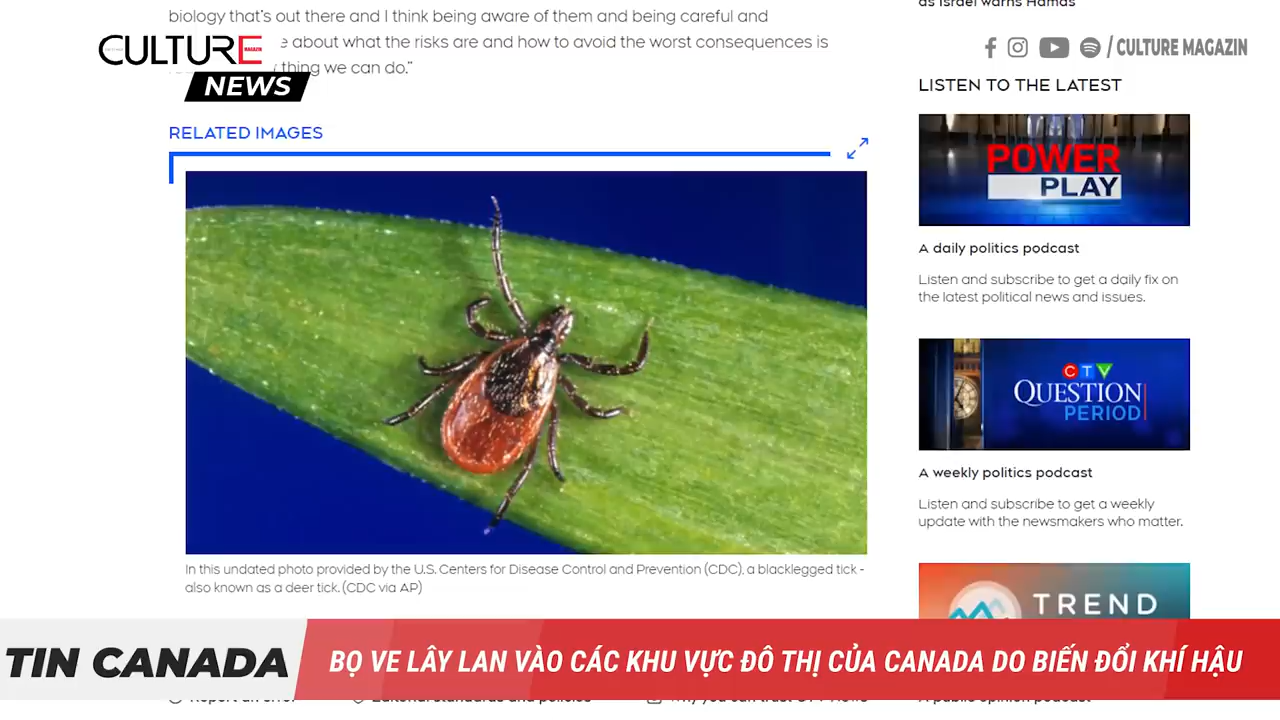 biology that's out there and I think being aware of them and being careful and
e about what the risks are and how to avoid the worst consequences is
thing we can do."
CULTURE
MAGAZIN
NEWS
RELATED IMAGES
In this undated photo provided by the U.S. Centers for Disease Control and Prevention (CDC), a blacklegged tick -
also known as a deer tick. (CDC via AP)
as Israel warns Hamas
/ CULTURE MAGAZIN
LISTEN TO THE LATEST
POWER
PLAY
A daily politics podcast
Listen and subscribe to get a daily fix on
the latest political news and issues.
CTV
QUESTION
PERIOD
A weekly politics podcast
Listen and subscribe to get a weekly
update with the newsmakers who matter.
TREND
TIN CANADA
BỌ VE LÂY LAN VÀO CÁC KHU VỰC ĐÔ THỊ CỦA CANADA DO BIẾN ĐỔI KHÍ HẬU